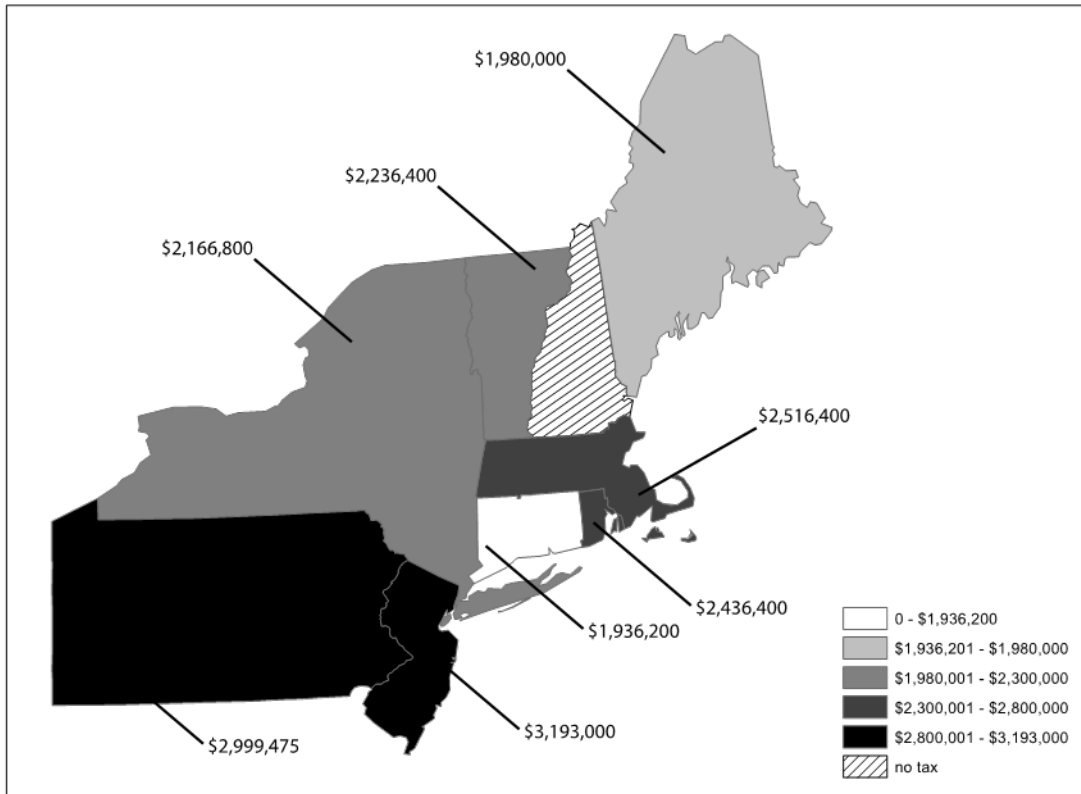 $1,980,000
$2,236,400
$2,166,800
$2,516,400
$2,436,400
$1,936,200
$3,193,000
$2,999,475
0 - $1,936,200
$1,936,201 - $1,980,000
$1,980,001 - $2,300,000
$2,300,001 - $2,800,000
$2,800,001 - $3,193,000
no tax